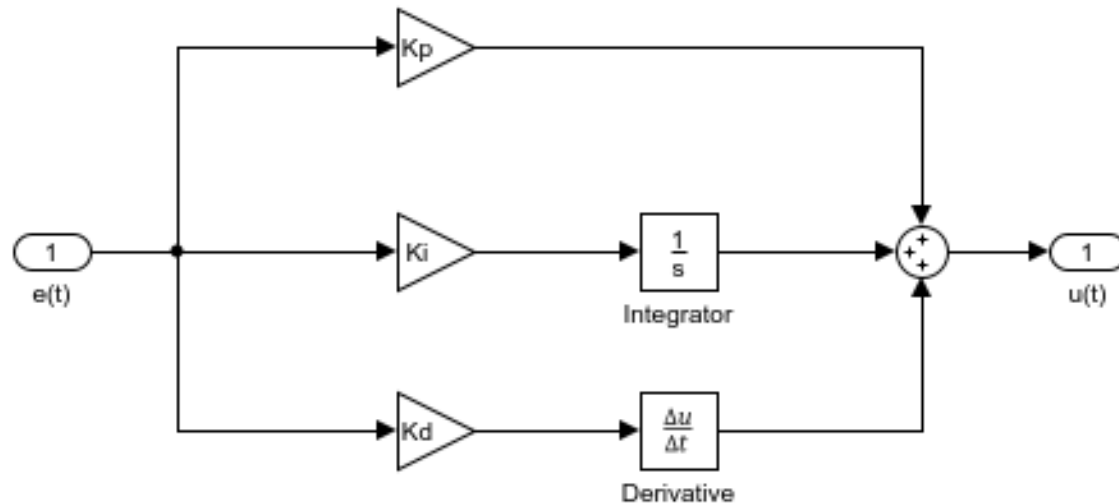 Kp
1
e(t)
Ki
1
s
Integrator
+
+
+
1
u(t)
Kd
Δu
Δt
Derivative